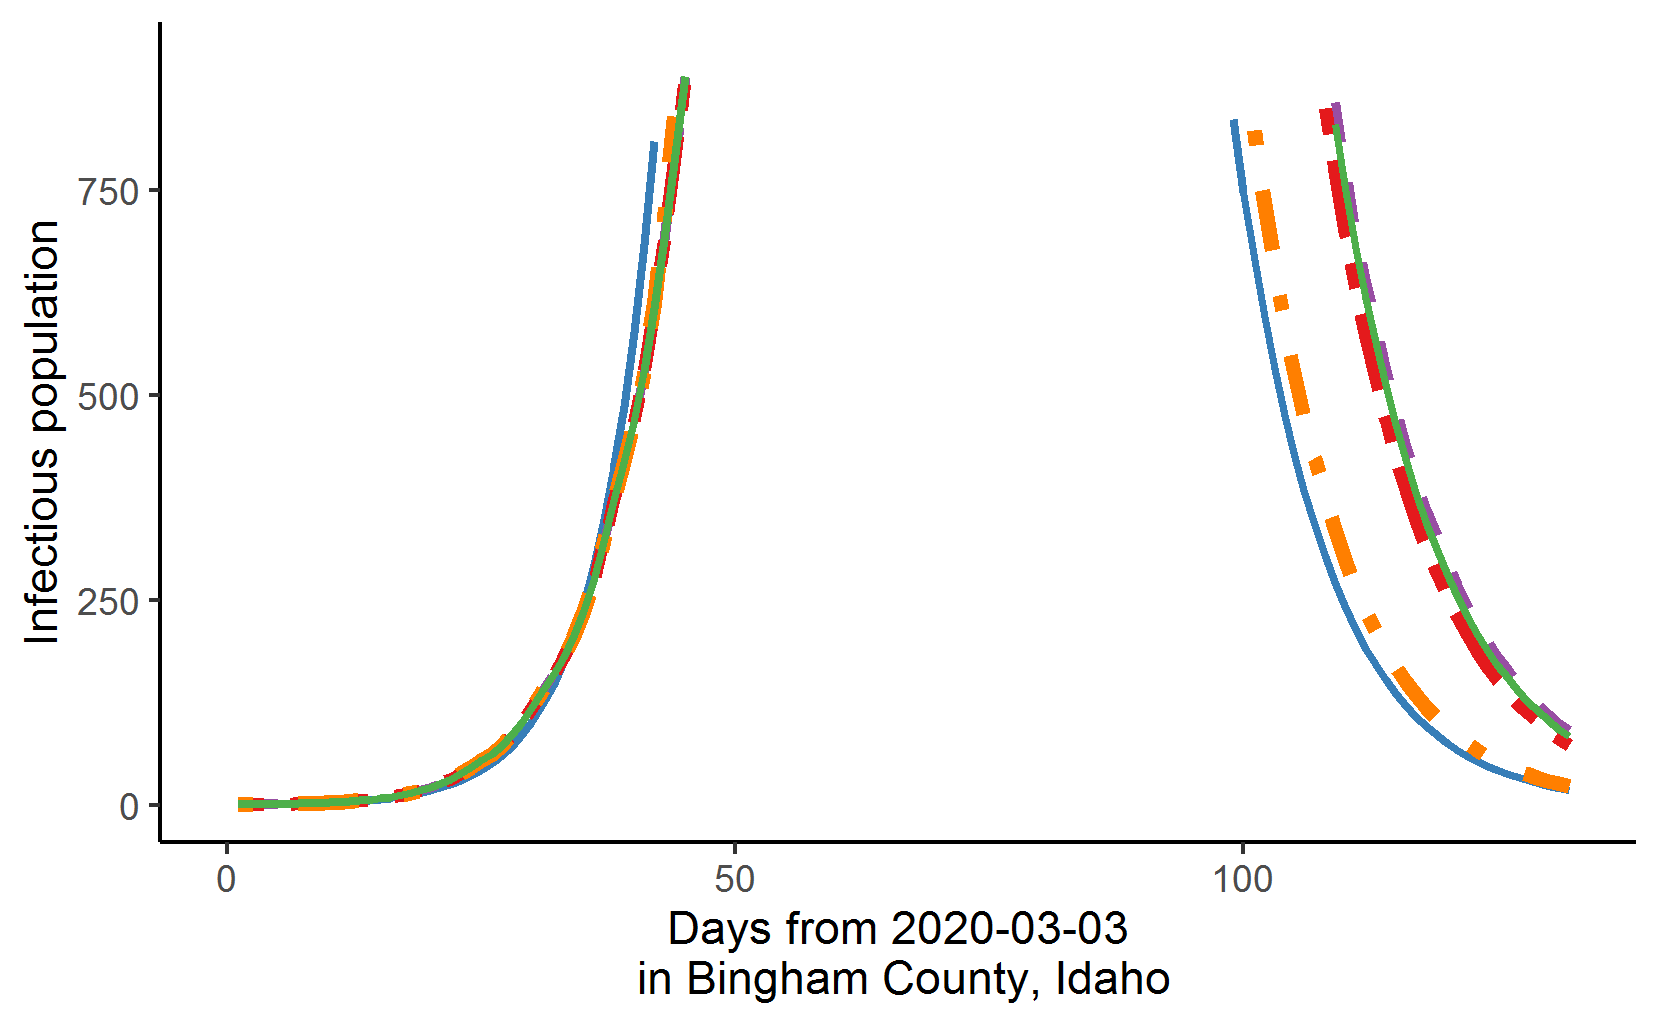 Infectious population
750
500
250
0
0 50 100
Days from 2020-03-03
in Bingham County, Idaho